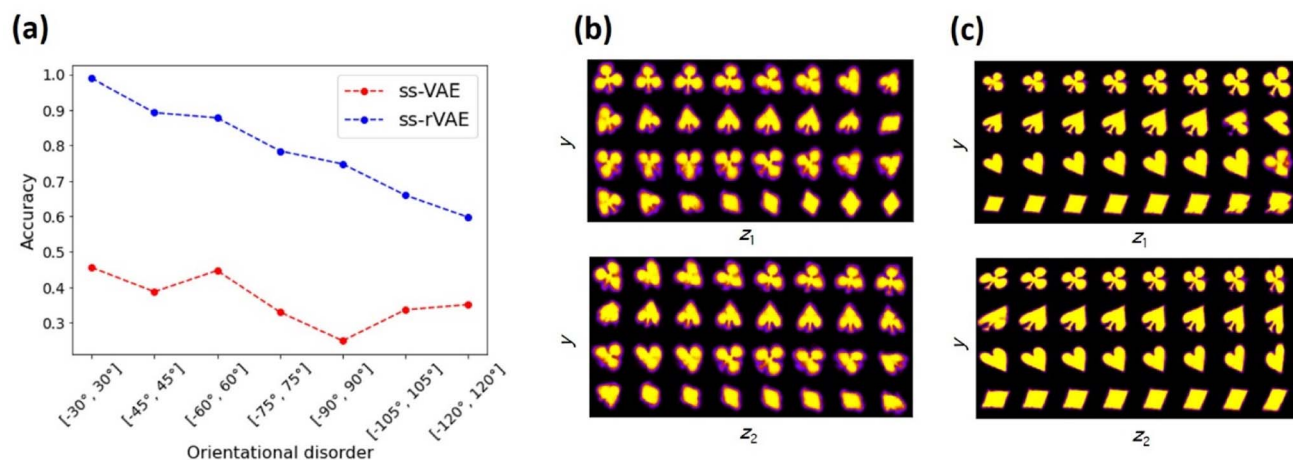 (a)
1.0
0.9
0.8
0.7
0.6
0.5
0.4
0.3
Accuracy
ss-VAE
ss-rVAE
[-30°, 30°]
[-45°, 45°]
[-60°, 60°]
[-75°, 75°]
[-90°, 90°]
[-105°, 105°]
[-120°, 120°]
Orientational disorder
(b)
y
z1
y
z2
(c)
y
z1
y
z2